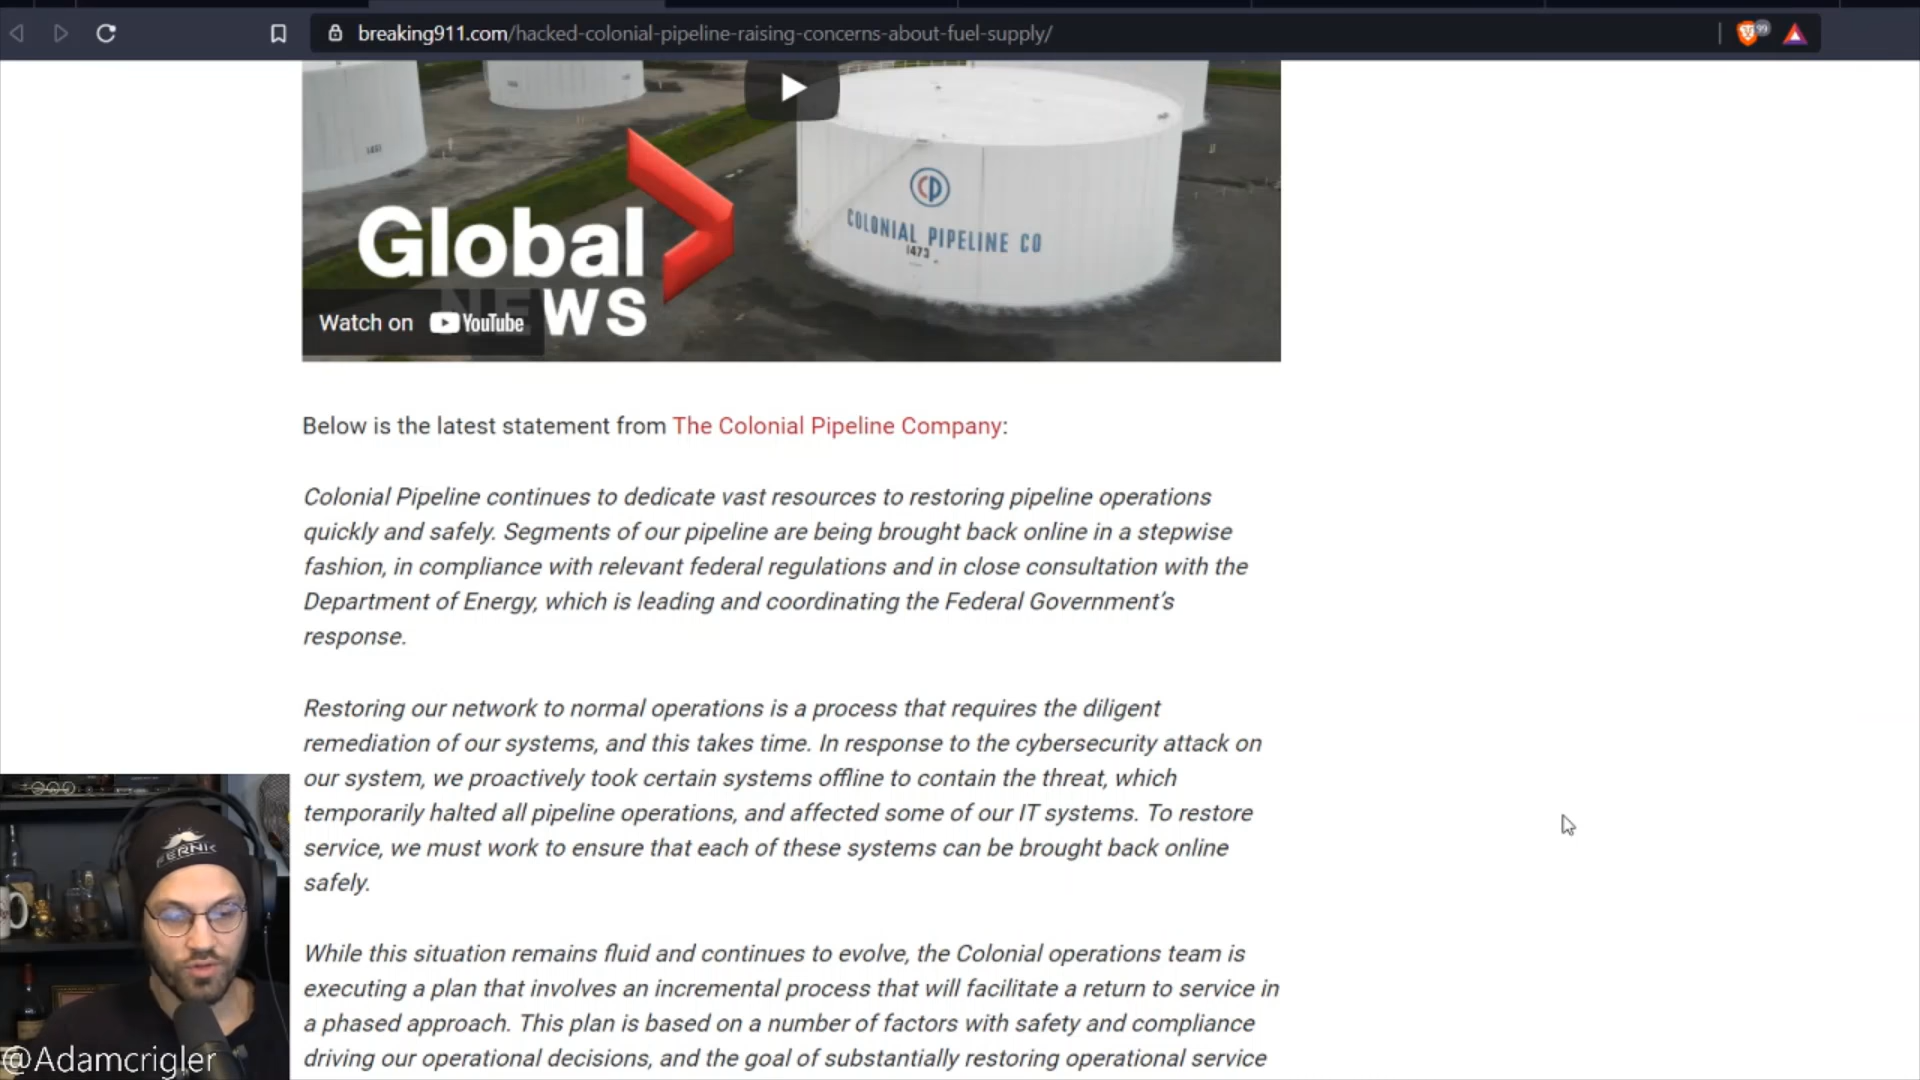 breaking911.com/hacked-colonial-pipeline-raising-concerns-about-fuel-supply/
99
1473
CP
COLONIAL PIPELINE CO
1473
Global
NEWS
Watch on YouTube
Below is the latest statement from The Colonial Pipeline Company:
Colonial Pipeline continues to dedicate vast resources to restoring pipeline operations
quickly and safely. Segments of our pipeline are being brought back online in a stepwise
fashion, in compliance with relevant federal regulations and in close consultation with the
Department of Energy, which is leading and coordinating the Federal Government’s
response.
Restoring our network to normal operations is a process that requires the diligent
remediation of our systems, and this takes time. In response to the cybersecurity attack on
our system, we proactively took certain systems offline to contain the threat, which
temporarily halted all pipeline operations, and affected some of our IT systems. To restore
service, we must work to ensure that each of these systems can be brought back online
safely.
While this situation remains fluid and continues to evolve, the Colonial operations team is
executing a plan that involves an incremental process that will facilitate a return to service in
a phased approach. This plan is based on a number of factors with safety and compliance
driving our operational decisions, and the goal of substantially restoring operational service
FERNK
@Adamcrigler